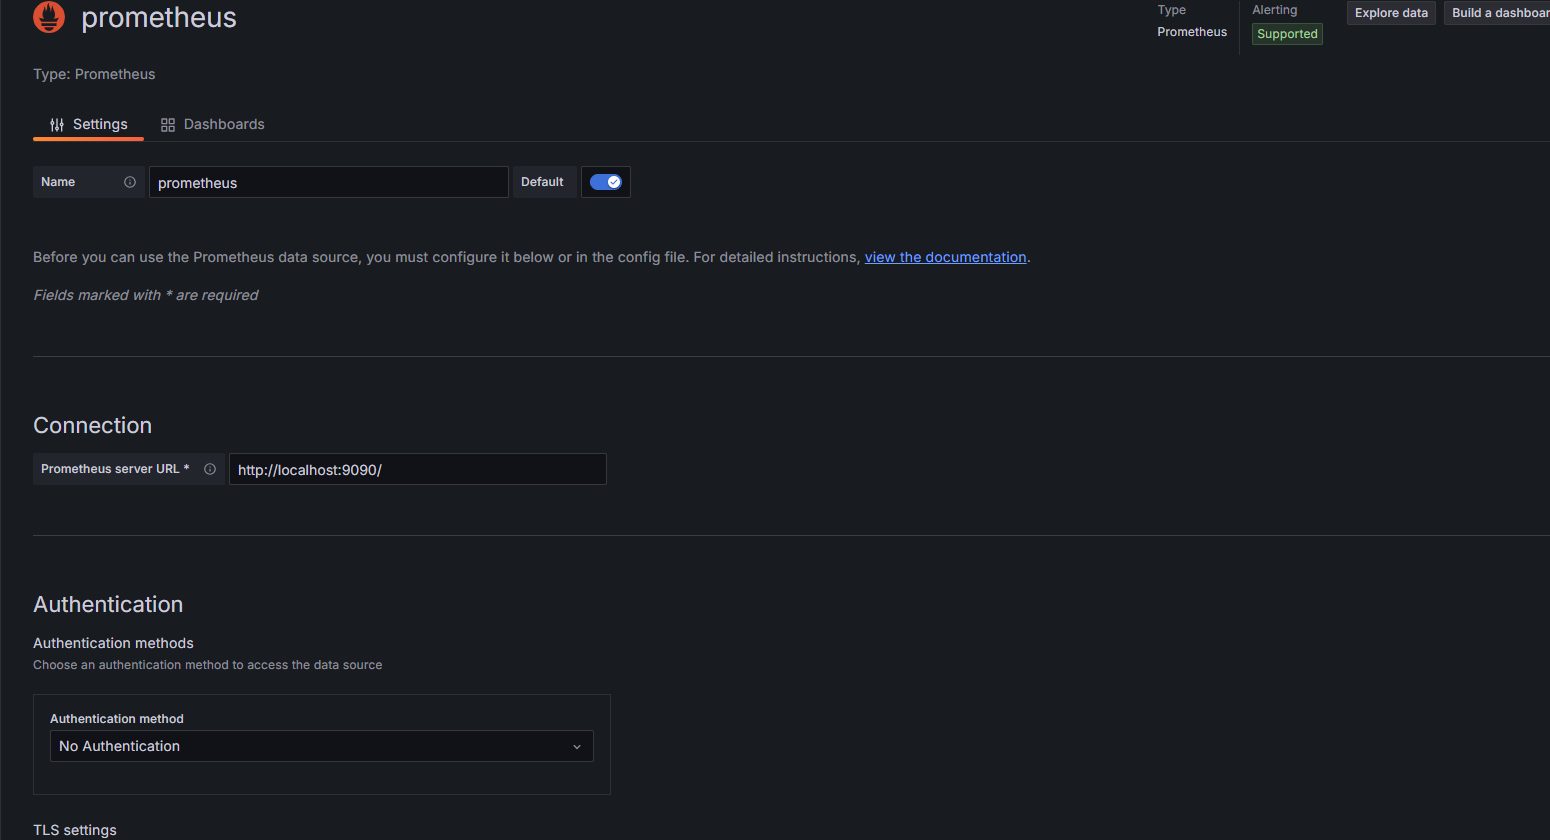 prometheus
Type
Prometheus
Alerting
Supported
Explore data
Build a dashboar
Type: Prometheus
Settings
Dashboards
Name
prometheus
Default
Before you can use the Prometheus data source, you must configure it below or in the config file. For detailed instructions, view the documentation.
Fields marked with * are required
Connection
Prometheus server URL *
http://localhost:9090/
Authentication
Authentication methods
Choose an authentication method to access the data source
Authentication method
No Authentication
TLS settings